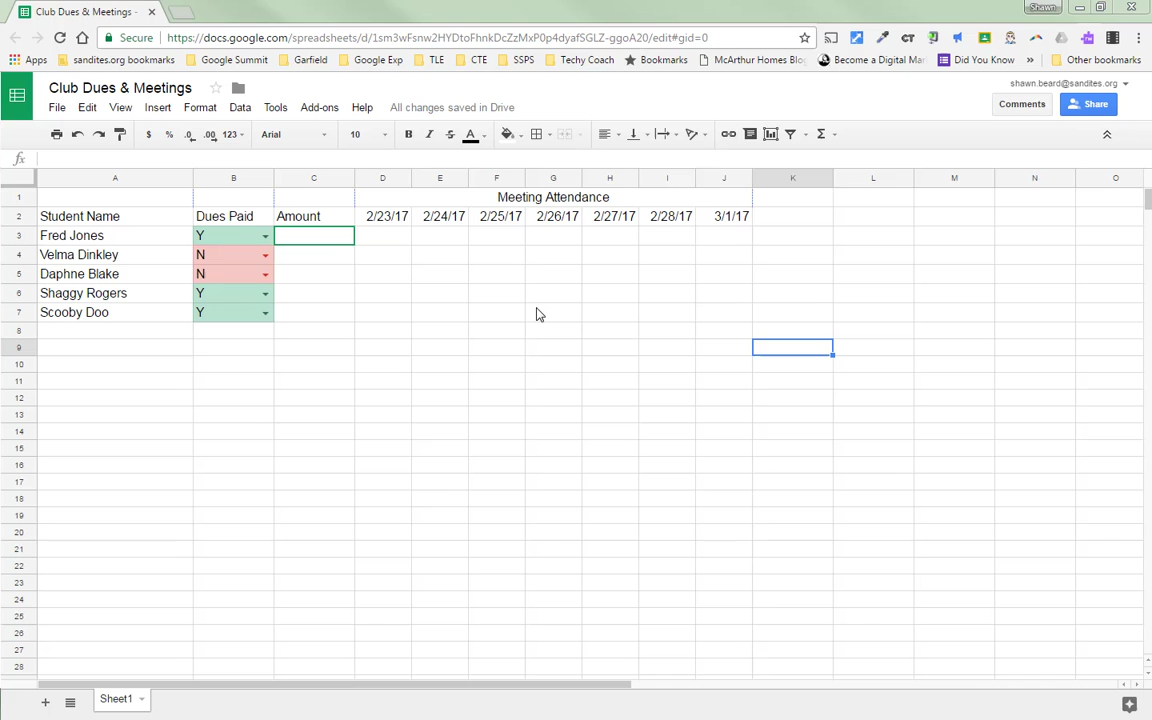 Club Dues & Meetings -
Shawn
Secure https://docs.google.com/spreadsheets/d/1sm3wFsnw2HYDtoFhnkDcZzMxP0p4dyafSGLZ-ggoA20/edit#gid=0
Apps sandites.org bookmarks Google Summit Garfield Google Exp TLE CTE SSPS Techy Coach Bookmarks McArthur Homes Blog Become a Digital Mar Did You Know » Other bookmarks
Club Dues & Meetings
shawn.beard@sandites.org
File Edit View Insert Format Data Tools Add-ons Help All changes saved in Drive
Comments Share
$ % .0 .00 123 Arial 10 B I S A Σ
fx
A B C D E F G H I J K L M N O
1 Meeting Attendance
2 Student Name Dues Paid Amount 2/23/17 2/24/17 2/25/17 2/26/17 2/27/17 2/28/17 3/1/17
3 Fred Jones Y
4 Velma Dinkley N
5 Daphne Blake N
6 Shaggy Rogers Y
7 Scooby Doo Y
8
9
10
11
12
13
14
15
16
17
18
19
20
21
22
23
24
25
26
27
28
Sheet1